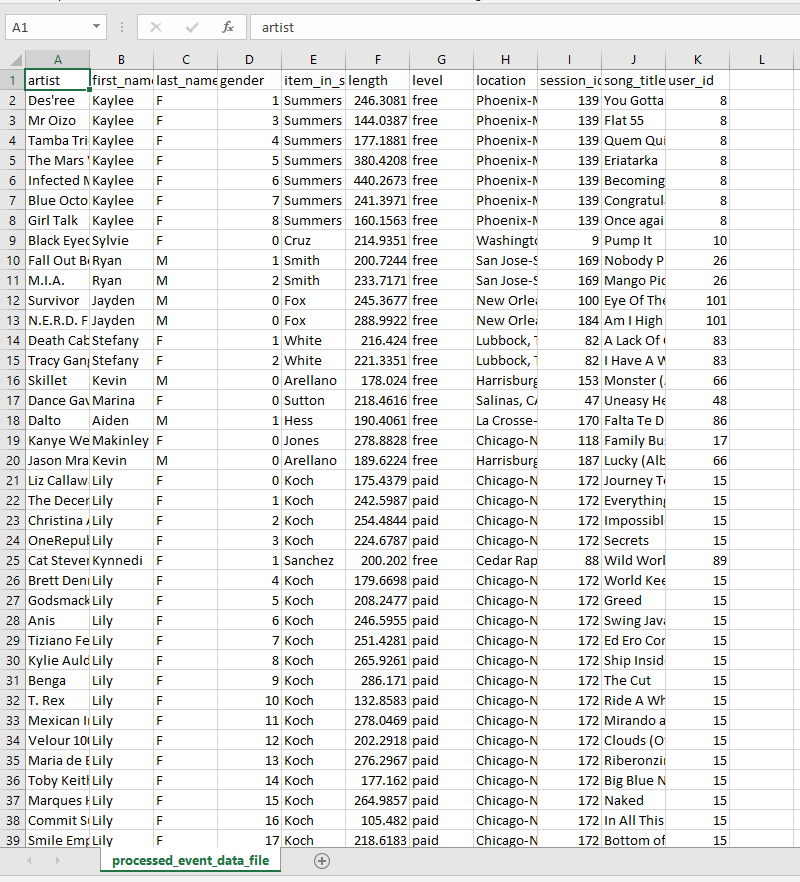 A1 fx artist
A B C D E F G H I J K L
1 artist first_nam last_name gender item_in_s length level location session_ic song_title user_id
2 Des'ree Kaylee F 1 Summers 246.3081 free Phoenix-M 139 You Gotta 8
3 Mr Oizo Kaylee F 3 Summers 144.0387 free Phoenix-M 139 Flat 55 8
4 Tamba Tri Kaylee F 4 Summers 177.1881 free Phoenix-M 139 Quem Qui 8
5 The Mars Kaylee F 5 Summers 380.4208 free Phoenix-M 139 Eriatarka 8
6 Infected M Kaylee F 6 Summers 440.2673 free Phoenix-M 139 Becoming 8
7 Blue Octo Kaylee F 7 Summers 241.3971 free Phoenix-M 139 Congratul 8
8 Girl Talk Kaylee F 8 Summers 160.1563 free Phoenix-M 139 Once agai 8
9 Black Eyed Sylvie F 0 Cruz 214.9351 free Washingto 9 Pump It 10
10 Fall Out B Ryan M 1 Smith 200.7244 free San Jose-S 169 Nobody P 26
11 M.I.A. Ryan M 2 Smith 233.7171 free San Jose-S 169 Mango Pic 26
12 Survivor Jayden M 0 Fox 245.3677 free New Orlea 100 Eye Of The 101
13 N.E.R.D. F Jayden M 0 Fox 288.9922 free New Orlea 184 Am I High 101
14 Death Cab Stefany F 1 White 216.424 free Lubbock, T 82 A Lack Of 83
15 Tracy Gang Stefany F 2 White 221.3351 free Lubbock, T 82 I Have A W 83
16 Skillet Kevin M 0 Arellano 178.024 free Harrisburg 153 Monster ( 66
17 Dance Gav Marina F 0 Sutton 218.4616 free Salinas, CA 47 Uneasy He 48
18 Dalto Aiden M 1 Hess 190.4061 free La Crosse- 170 Falta Te D 86
19 Kanye We Makinley F 0 Jones 278.8828 free Chicago-N 118 Family Bu 17
20 Jason Mra Kevin M 0 Arellano 189.6224 free Harrisburg 187 Lucky (Alb 66
21 Liz Callaw Lily F 0 Koch 175.4379 paid Chicago-N 172 Journey To 15
22 The Decer Lily F 1 Koch 242.5987 paid Chicago-N 172 Everything 15
23 Christina A Lily F 2 Koch 254.4844 paid Chicago-N 172 Impossibl 15
24 OneRepul Lily F 3 Koch 224.6787 paid Chicago-N 172 Secrets 15
25 Cat Stever Kynnedi F 1 Sanchez 200.202 free Cedar Rap 88 Wild Worl 89
26 Brett Denn Lily F 4 Koch 179.6698 paid Chicago-N 172 World Kee 15
27 Godsmack Lily F 5 Koch 208.2477 paid Chicago-N 172 Greed 15
28 Anis Lily F 6 Koch 246.5955 paid Chicago-N 172 Swing Java 15
29 Tiziano Fe Lily F 7 Koch 251.4281 paid Chicago-N 172 Ed Ero Cor 15
30 Kylie Auld Lily F 8 Koch 265.9261 paid Chicago-N 172 Ship Insid 15
31 Benga Lily F 9 Koch 286.171 paid Chicago-N 172 The Cut 15
32 T. Rex Lily F 10 Koch 132.8583 paid Chicago-N 172 Ride A Wh 15
33 Mexican I Lily F 11 Koch 278.0469 paid Chicago-N 172 Mirando a 15
34 Velour 100 Lily F 12 Koch 202.2918 paid Chicago-N 172 Clouds (O 15
35 Maria de B Lily F 13 Koch 276.2967 paid Chicago-N 172 Riberonzi 15
36 Toby Keith Lily F 14 Koch 177.162 paid Chicago-N 172 Big Blue N 15
37 Marques H Lily F 15 Koch 264.9857 paid Chicago-N 172 Naked 15
38 Commit S Lily F 16 Koch 105.482 paid Chicago-N 172 In All This 15
39 Smile Emp Lily F 17 Koch 218.6183 paid Chicago-N 172 Bottom of 15
processed_event_data_file